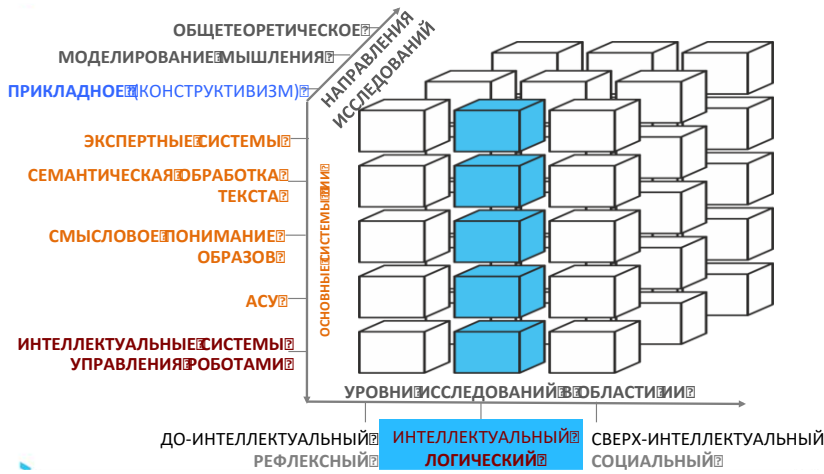 ОБЩЕТЕОРЕТИЧЕСКОЕ
МОДЕЛИРОВАНИЕ МЫШЛЕНИЯ
ПРИКЛАДНОЕ (КОНСТРУКТИВИЗМ)
НАПРАВЛЕНИЯ
ИССЛЕДОВАНИЙ
ЭКСПЕРТНЫЕ СИСТЕМЫ
СЕМАНТИЧЕСКАЯ ОБРАБОТКА
ТЕКСТА
СМЫСЛОВОЕ ПОНИМАНИЕ
ОБРАЗОВ
АСУ
ИНТЕЛЛЕКТУАЛЬНЫЕ СИСТЕМЫ
УПРАВЛЕНИЯ РОБОТАМИ
ОСНОВНЫЕ СИСТЕМЫ ИИ
УРОВНИ ИССЛЕДОВАНИЙ В ОБЛАСТИ ИИ
ДО-ИНТЕЛЛЕКТУАЛЬНЫЙ
РЕФЛЕКСНЫЙ
ИНТЕЛЛЕКТУАЛЬНЫЙ
ЛОГИЧЕСКИЙ
СВЕРХ-ИНТЕЛЛЕКТУАЛЬНЫЙ
СОЦИАЛЬНЫЙ